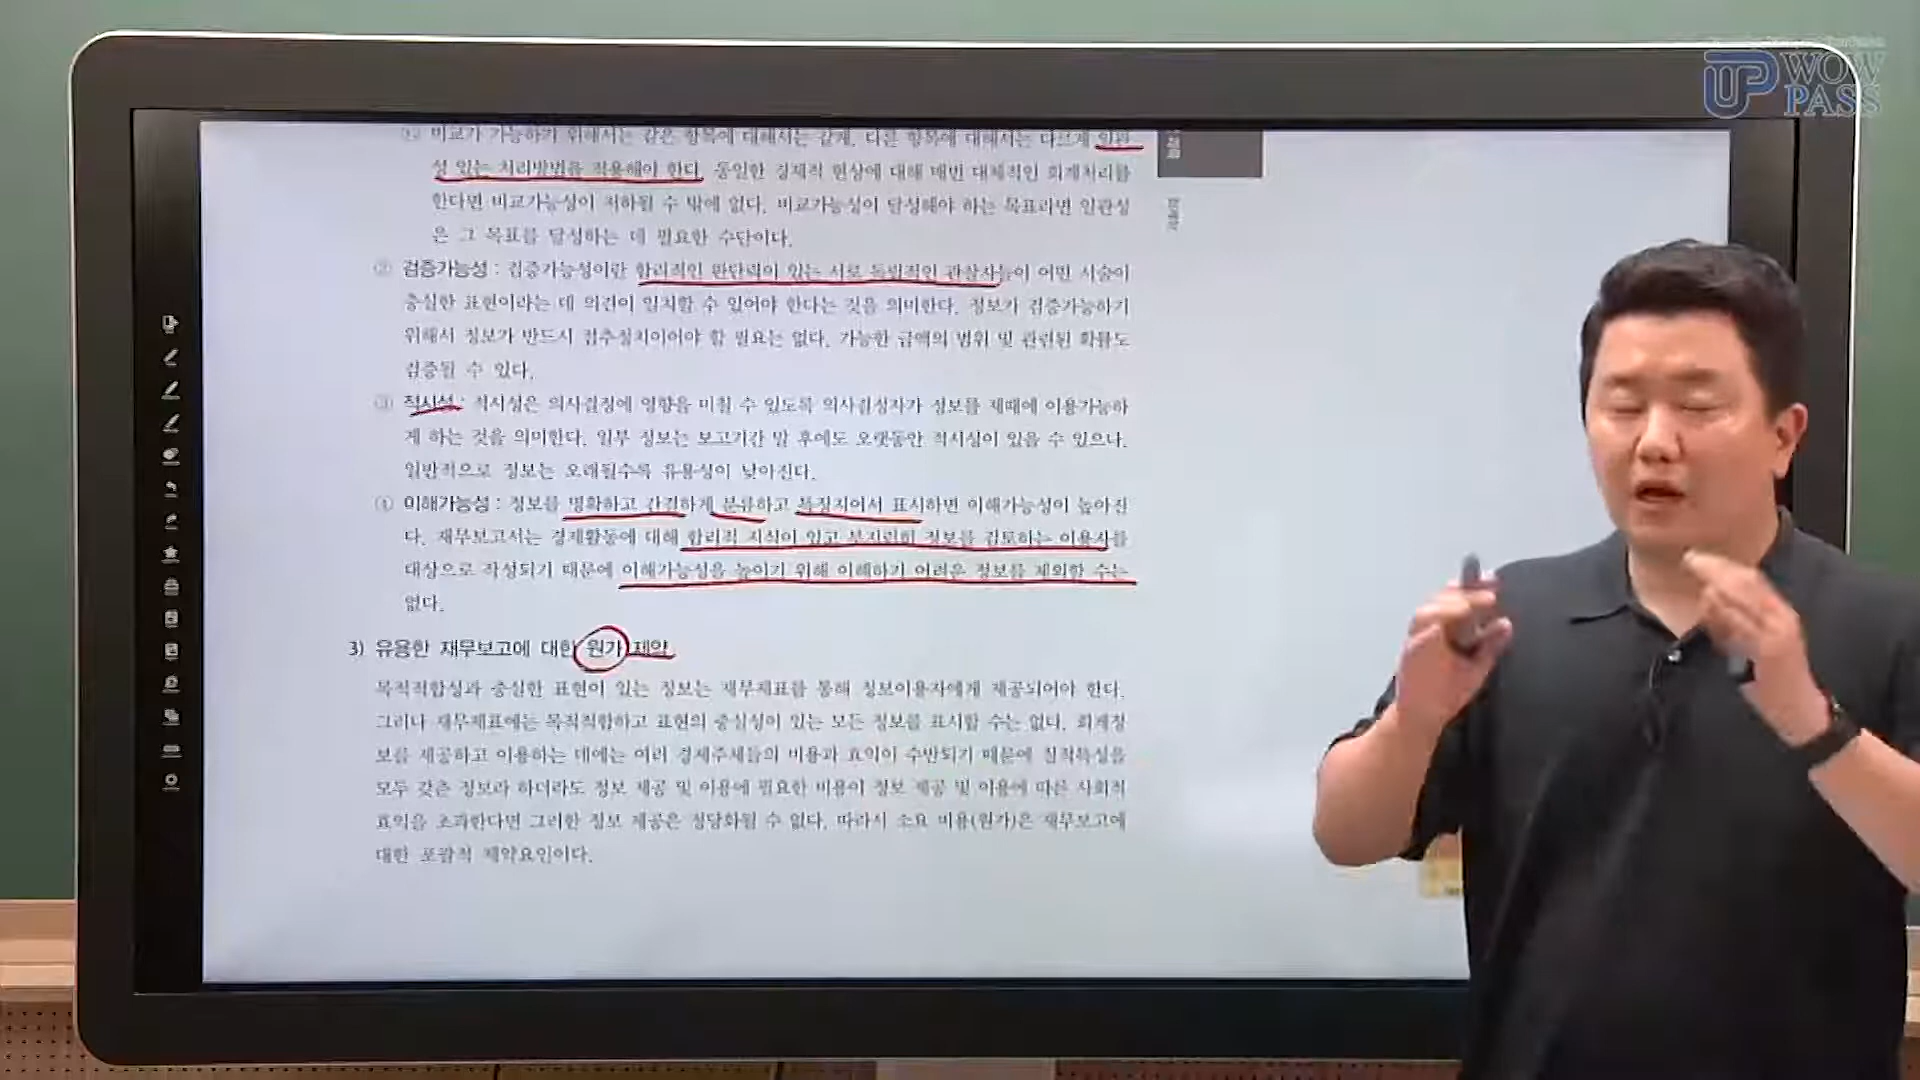 WOW
UP PASS
비교가 가능하기 위해서는 같은 항목에 대해서는 같게, 다른 항목에 대해서는 다르게 일관
성 있는 처리방법을 적용해야 한다. 동일한 경제적 현상에 대해 매번 대체적인 회계처리를
한다면 비교가능성이 저하될 수 밖에 없다. 비교가능성이 달성해야 하는 목표라면 일관성
은 그 목표를 달성하는 데 필요한 수단이다.
② 검증가능성 : 검증가능성이란 합리적인 판단력이 있는 서로 독립적인 관찰자들이 어떤 서술이
충실한 표현이라는 데 의견이 일치할 수 있어야 한다는 것을 의미한다. 정보가 검증가능하기
위해서 정보가 반드시 점추정치이어야 할 필요는 없다. 가능한 금액의 범위 및 관련된 확률도
검증될 수 있다.
③ 적시성 : 적시성은 의사결정에 영향을 미칠 수 있도록 의사결정자가 정보를 제때에 이용가능하
게 하는 것을 의미한다. 일부 정보는 보고기간 말 후에도 오랫동안 적시성이 있을 수 있으나,
일반적으로 정보는 오래될수록 유용성이 낮아진다.
④ 이해가능성 : 정보를 명확하고 간결하게 분류하고 특징지어서 표시하면 이해가능성이 높아진
다. 재무보고서는 경제활동에 대해 합리적 지식이 있고 부지런히 정보를 검토하는 이용자를
대상으로 작성되기 때문에 이해가능성을 높이기 위해 이해하기 어려운 정보를 제외할 수는
없다.
3) 유용한 재무보고에 대한 원가 제약
목적적합성과 충실한 표현이 있는 정보는 재무제표를 통해 정보이용자에게 제공되어야 한다.
그러나 재무제표에는 목적적합하고 표현의 충실성이 있는 모든 정보를 표시할 수는 없다. 회계정
보를 제공하고 이용하는 데에는 여러 경제주체들의 비용과 효익이 수반되기 때문에 질적특성을
모두 갖춘 정보라 하더라도 정보 제공 및 이용에 필요한 비용이 정보 제공 및 이용에 따른 사회적
효익을 초과한다면 그러한 정보 제공은 정당화될 수 없다. 따라서 소요 비용(원가)은 재무보고에
대한 포괄적 제약요인이다.